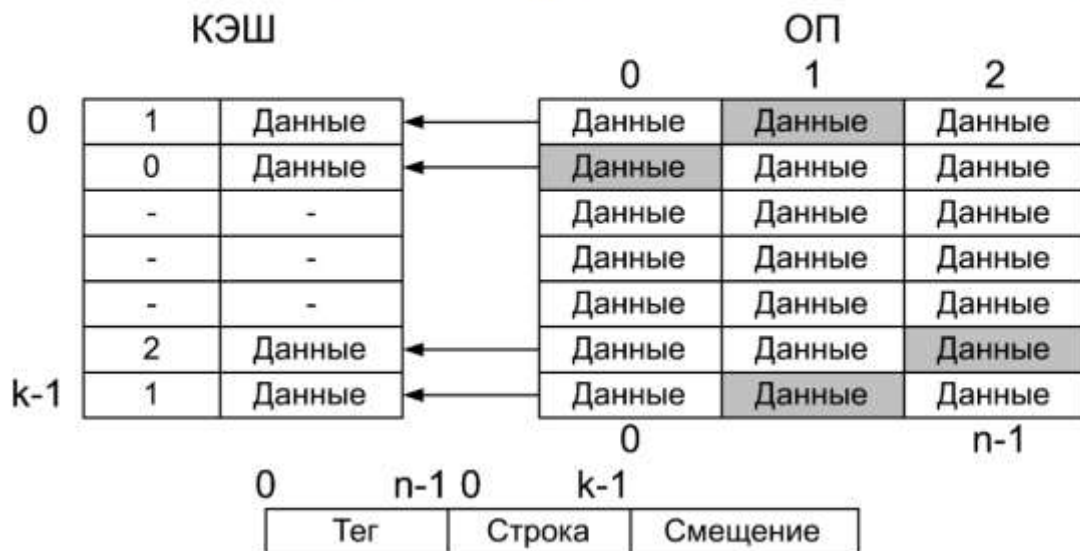 КЭШ ОП
0 1 2
0 1 Данные Данные Данные Данные
0 Данные Данные Данные Данные
- - Данные Данные Данные
- - Данные Данные Данные
- - Данные Данные Данные
2 Данные Данные Данные Данные
k-1 1 Данные Данные Данные Данные
0 n-1
0 n-1 0 k-1
Тег Строка Смещение